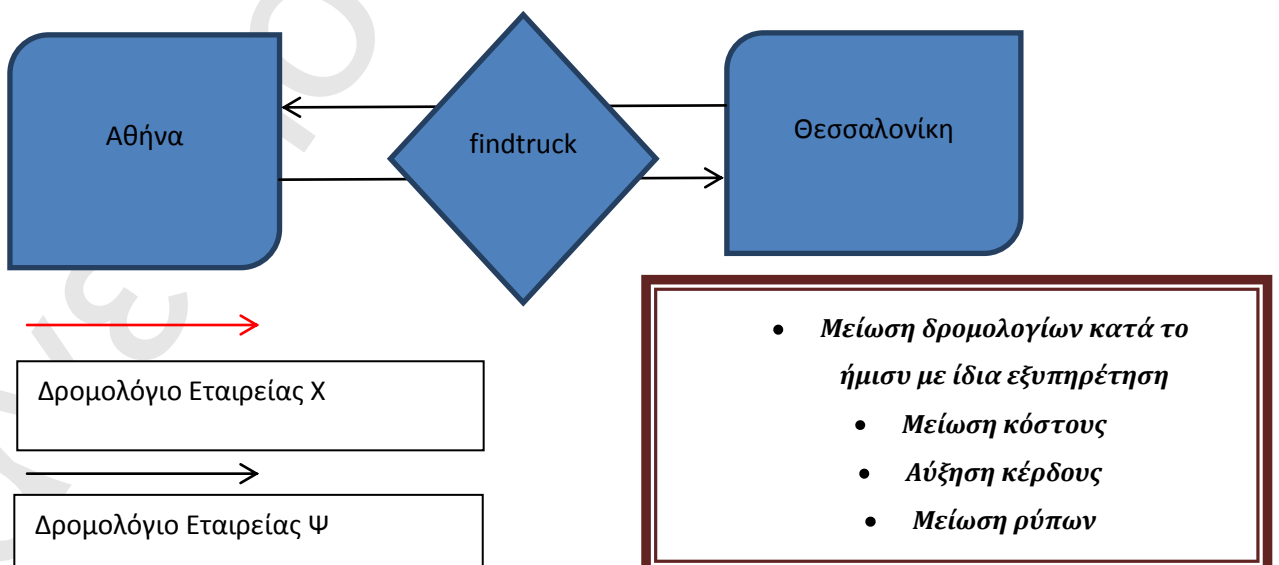 Αθήνα
findtruck
Θεσσαλονίκη
Δρομολόγιο Εταιρείας Χ
Δρομολόγιο Εταιρείας Ψ
• Μείωση δρομολογίων κατά το
ήμισυ με ίδια εξυπηρέτηση
• Μείωση κόστους
• Αύξηση κέρδους
• Μείωση ρύπων